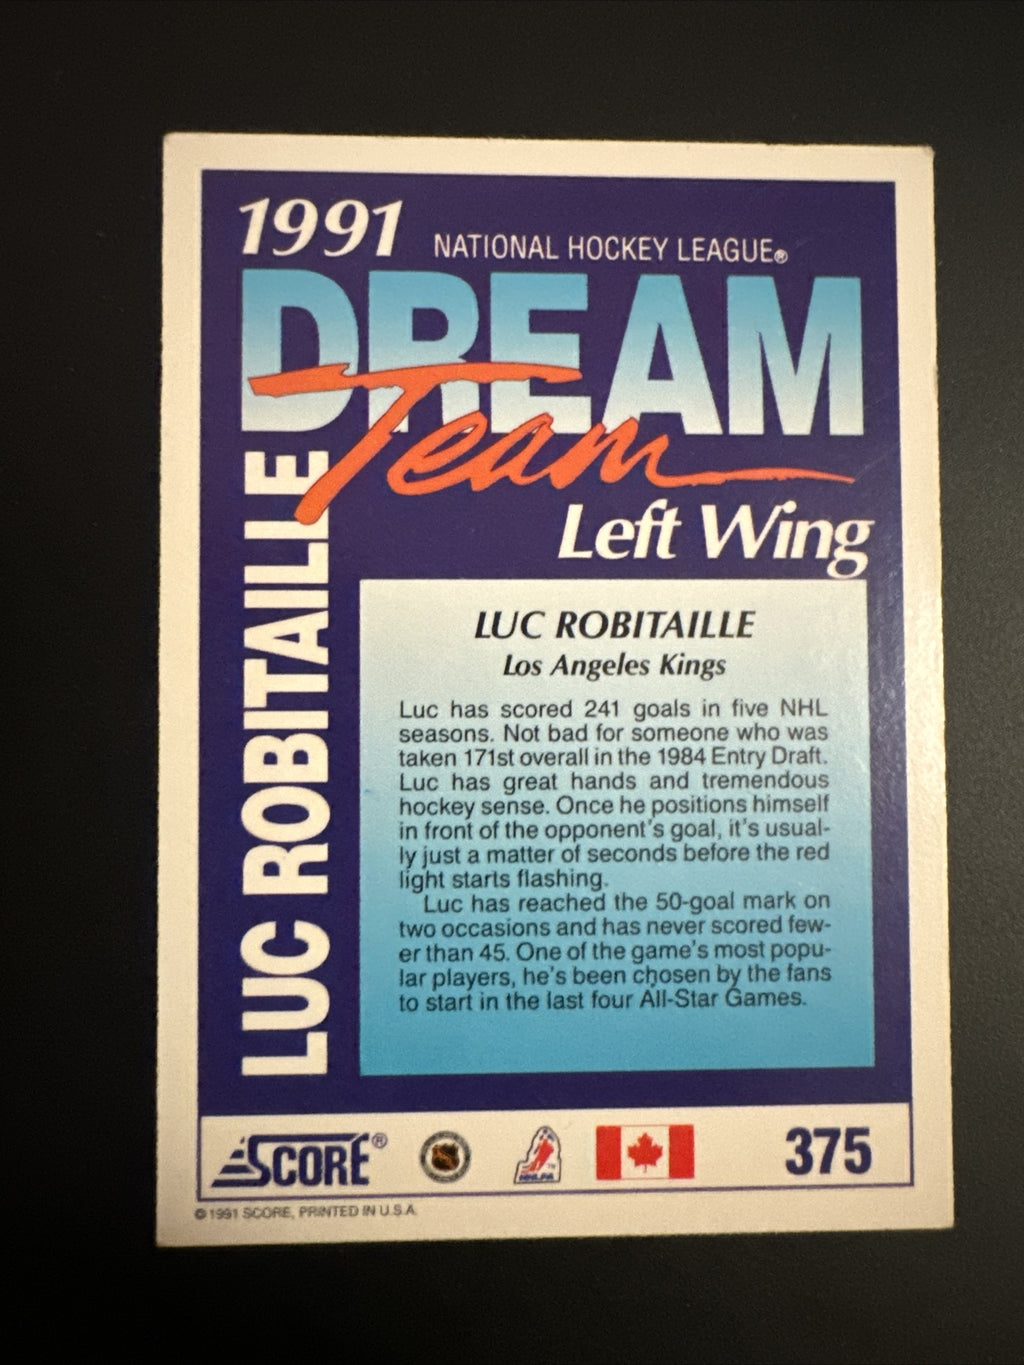 1991 NATIONAL HOCKEY LEAGUE®
DREAM
Team
Left Wing
LUC ROBITAILLE
LUC ROBITAILLE
Los Angeles Kings
Luc has scored 241 goals in five NHL
seasons. Not bad for someone who was
taken 171st overall in the 1984 Entry Draft.
Luc has great hands and tremendous
hockey sense. Once he positions himself
in front of the opponent's goal, it's usual-
ly just a matter of seconds before the red
light starts flashing.
Luc has reached the 50-goal mark on
two occasions and has never scored few-
er than 45. One of the game's most popu-
lar players, he's been chosen by the fans
to start in the last four All-Star Games.
SCORE®
NHLPA
TM
375
© 1991 SCORE, PRINTED IN U.S.A.